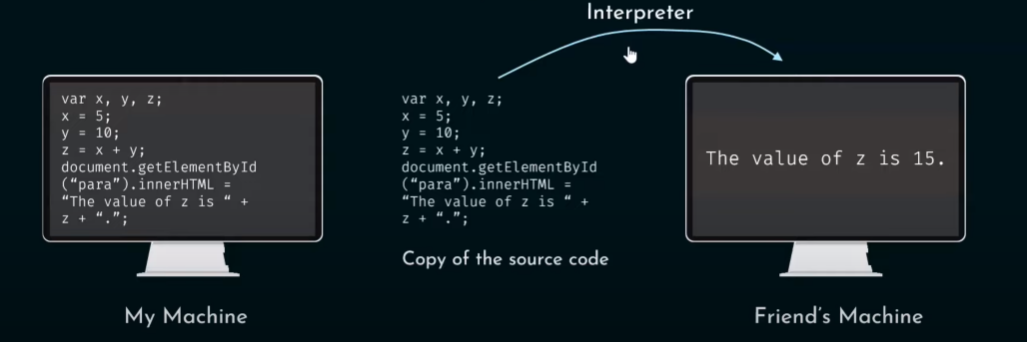 Interpreter
var x, y, z;
x = 5;
y = 10;
z = x + y;
document.getElementById
(“para”).innerHTML =
“The value of z is “ +
z + “.”;
My Machine
var x, y, z;
x = 5;
y = 10;
z = x + y;
document.getElementById
(“para”).innerHTML =
“The value of z is “ +
z + “.”;
Copy of the source code
The value of z is 15.
Friend’s Machine